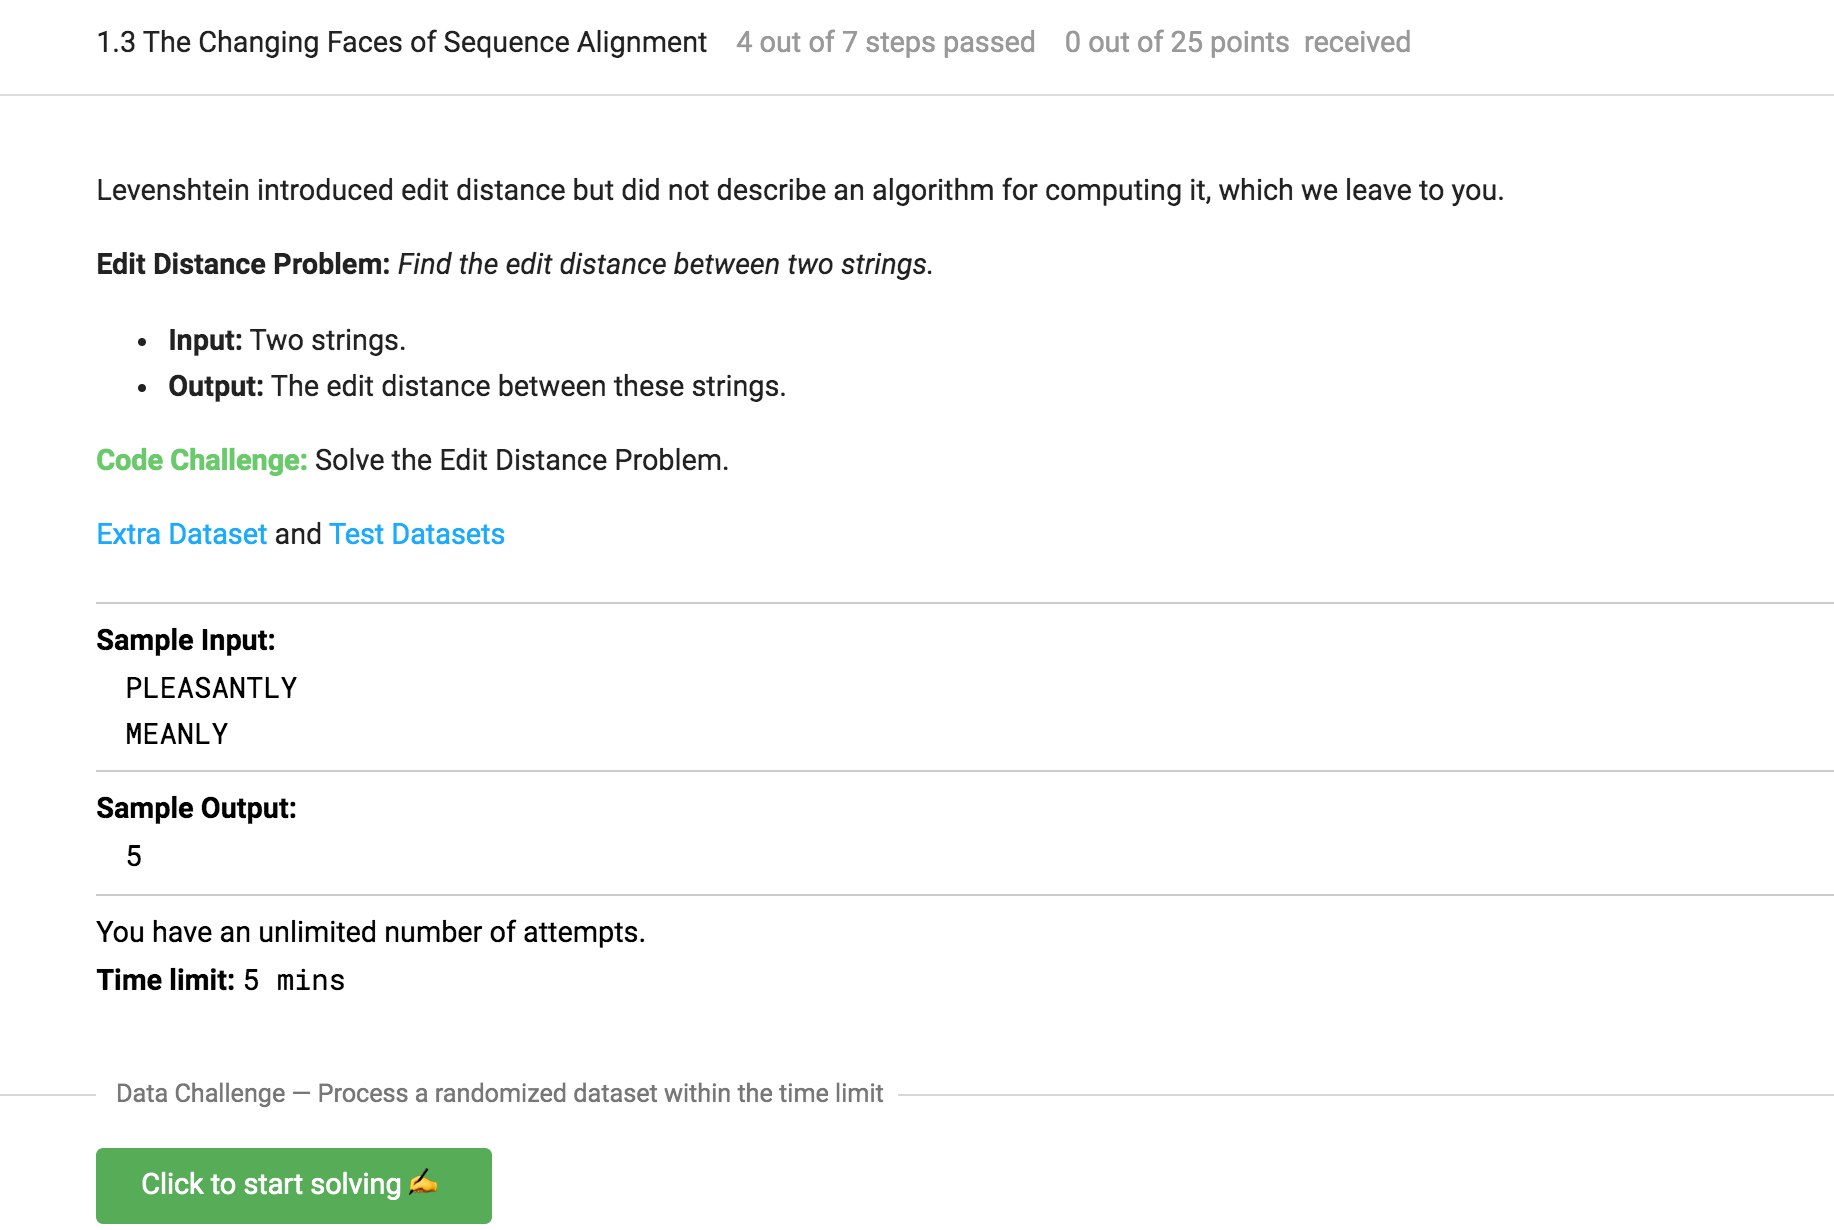 1.3 The Changing Faces of Sequence Alignment 4 out of 7 steps passed 0 out of 25 points received
Levenshtein introduced edit distance but did not describe an algorithm for computing it, which we leave to you.
Edit Distance Problem: Find the edit distance between two strings.
• Input: Two strings.
• Output: The edit distance between these strings.
Code Challenge: Solve the Edit Distance Problem.
Extra Dataset and Test Datasets
Sample Input:
PLEASANTLY
MEANLY
Sample Output:
5
You have an unlimited number of attempts.
Time limit: 5 mins
Data Challenge — Process a randomized dataset within the time limit
Click to start solving ✍